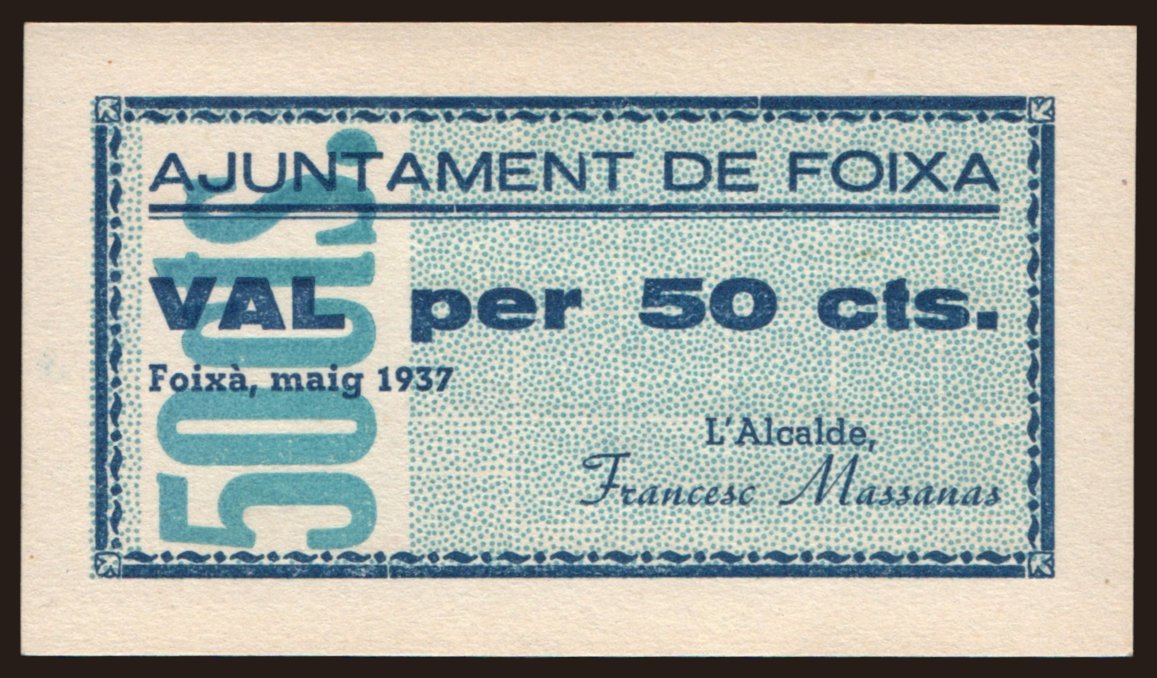 AJUNTAMENT DE FOIXA
VAL per 50 cts.
Foixà, maig 1937
L'Alcalde,
Francesc Massanas
50 cts.